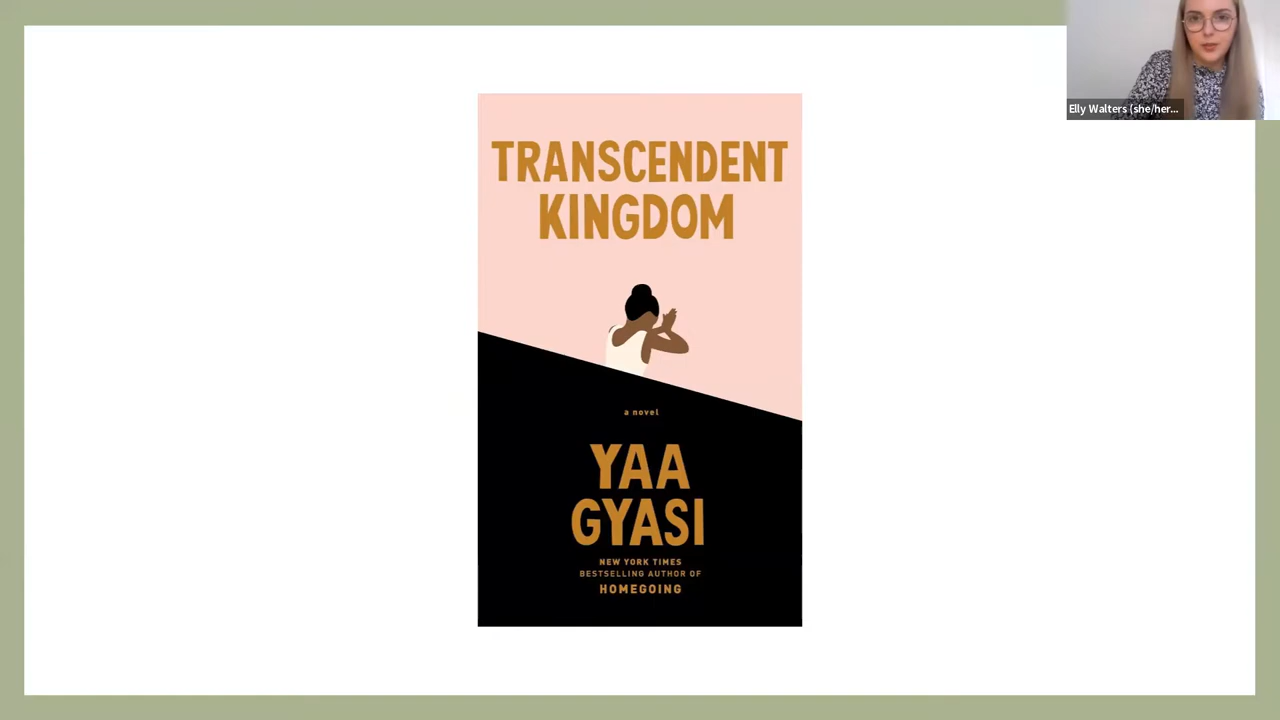 TRANSCENDENT
KINGDOM
a novel
YAA
GYASI
NEW YORK TIMES
BESTSELLING AUTHOR OF
HOMEGOING
Elly Walters (she/her...